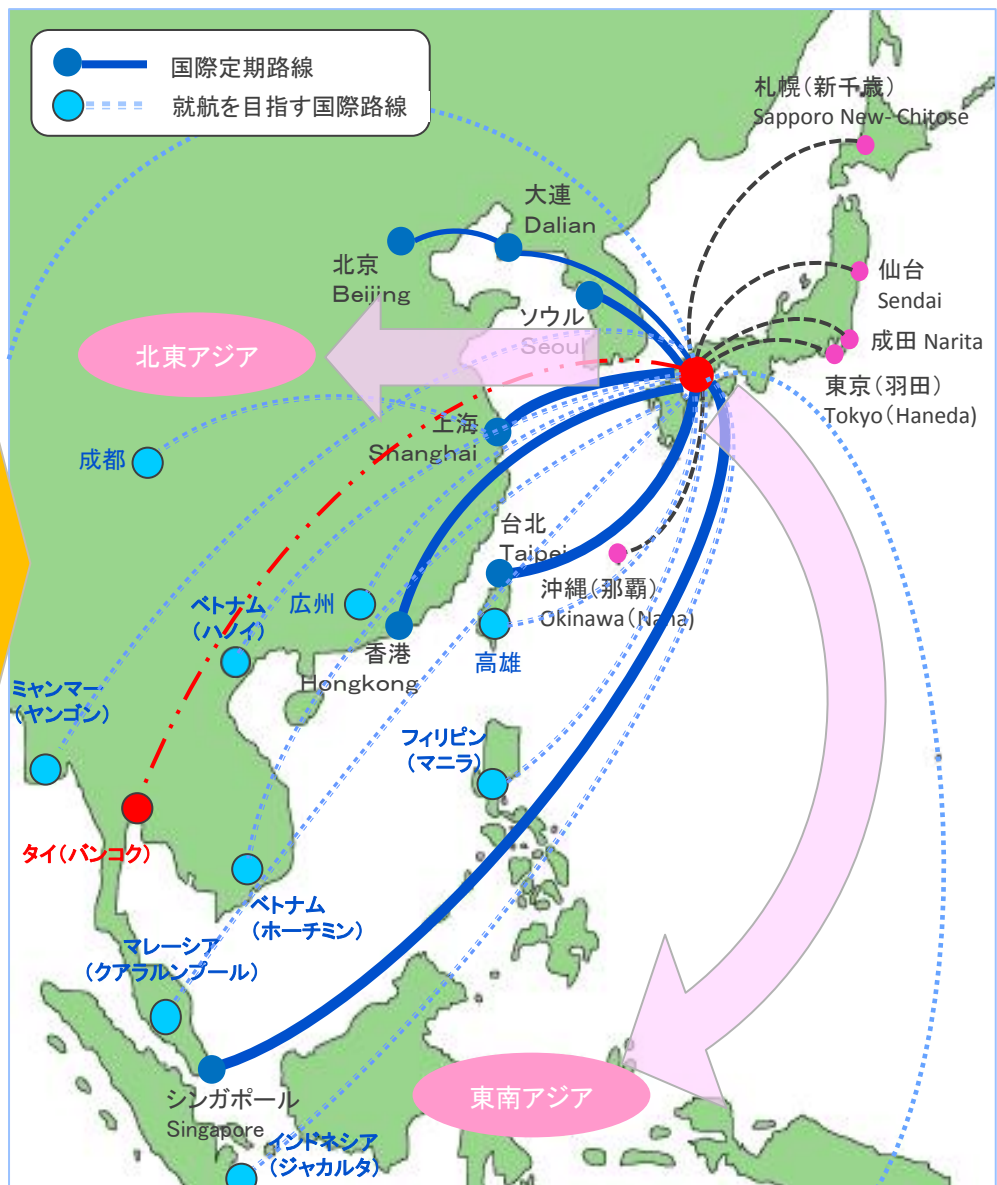 国際定期路線
就航を目指す国際路線
札幌(新千歳)
Sapporo New-Chitose
大連
Dalian
北京
Beijing
仙台
Sendai
ソウル
Seoul
成田 Narita
北東アジア
東京(羽田)
Tokyo(Haneda)
上海
Shanghai
成都
台北
Taipei
沖縄(那覇)
Okinawa(Naha)
広州
ベトナム
(ハノイ)
香港
Hongkong
高雄
ミャンマー
(ヤンゴン)
フィリピン
(マニラ)
タイ(バンコク)
ベトナム
(ホーチミン)
マレーシア
(クアラルンプール)
シンガポール
Singapore
東南アジア
インドネシア
(ジャカルタ)